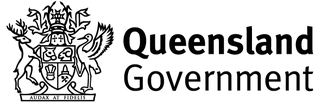 Queensland
Government
AUDAX AT FIDELIS